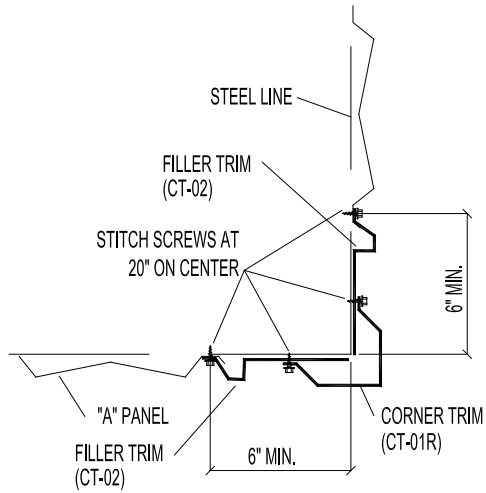 STEEL LINE
FILLER TRIM
(CT-02)
STITCH SCREWS AT
20" ON CENTER
6" MIN.
"A" PANEL
FILLER TRIM
(CT-02)
6" MIN.
CORNER TRIM
(CT-01R)